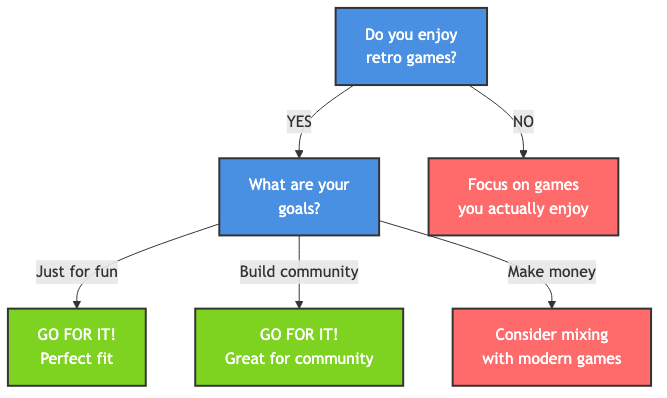 Do you enjoy
retro games?
YES
NO
What are your
goals?
Focus on games
you actually enjoy
Just for fun
Build community
Make money
GO FOR IT!
Perfect fit
GO FOR IT!
Great for community
Consider mixing
with modern games